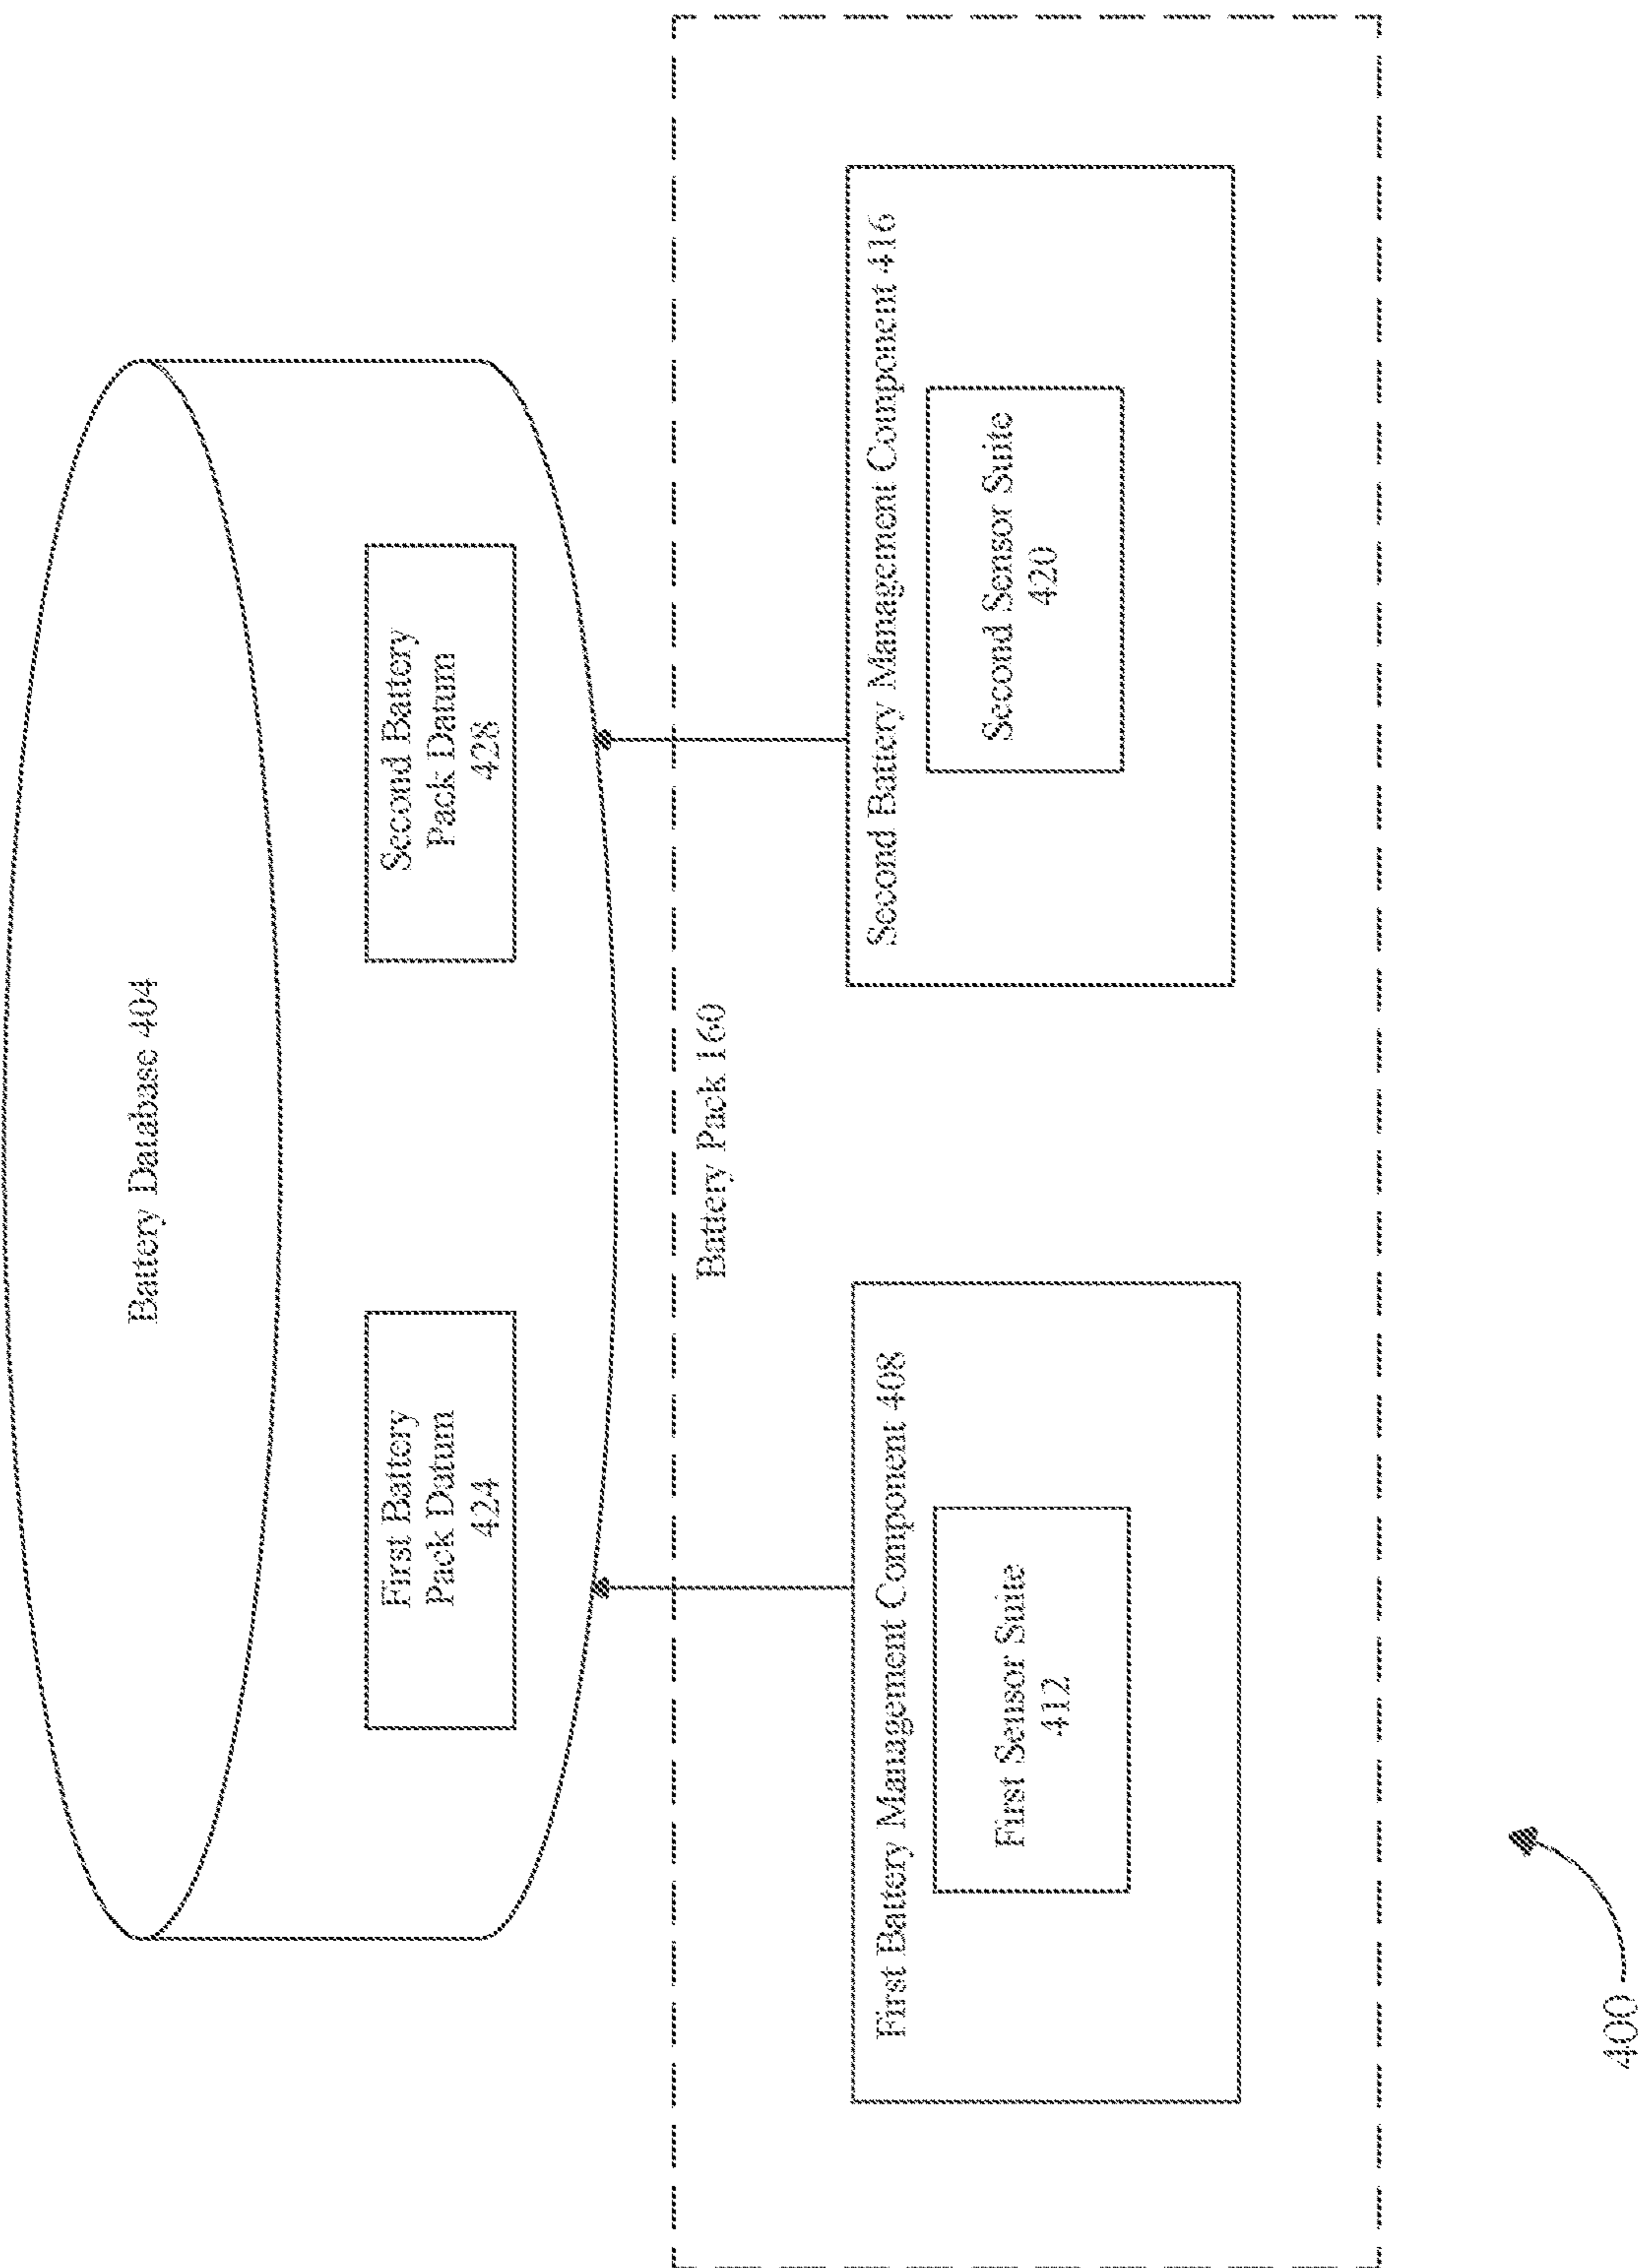 Battery Database 404
First Battery
Pack Datum
424
Second Battery
Pack Datum
428
Battery Pack 160
First Battery Management Component 408
First Sensor Suite
412
Second Battery Management Component 416
Second Sensor Suite
420
400